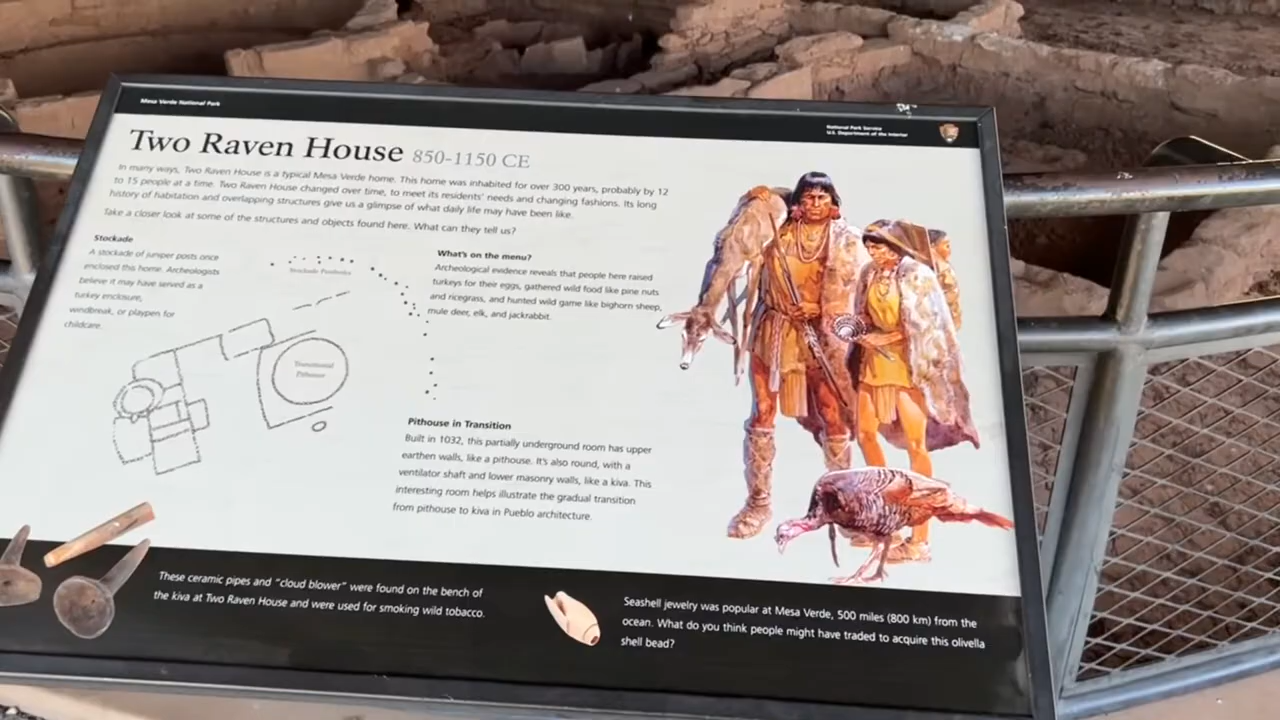 Mesa Verde National Park
National Park Service
U.S. Department of the Interior
Two Raven House 850-1150 CE
In many ways, Two Raven House is a typical Mesa Verde home. This home was inhabited for over 300 years, probably by 12
to 15 people at a time. Two Raven House changed over time, to meet its residents' needs and changing fashions. Its long
history of habitation and overlapping structures give us a glimpse of what daily life may have been like.
Take a closer look at some of the structures and objects found here. What can they tell us?
Stockade
A stockade of juniper posts once
enclosed this home. Archeologists
believe it may have served as a
turkey enclosure,
windbreak, or playpen for
childcare.
Stockade Postholes
What's on the menu?
Archeological evidence reveals that people here raised
turkeys for their eggs, gathered wild food like pine nuts
and ricegrass, and hunted wild game like bighorn sheep,
mule deer, elk, and jackrabbit.
Transitional
Pithouse
Pithouse in Transition
Built in 1032, this partially underground room has upper
earthen walls, like a pithouse. It's also round, with a
ventilator shaft and lower masonry walls, like a kiva. This
interesting room helps illustrate the gradual transition
from pithouse to kiva in Pueblo architecture.
These ceramic pipes and "cloud blower" were found on the bench of
the kiva at Two Raven House and were used for smoking wild tobacco.
Seashell jewelry was popular at Mesa Verde, 500 miles (800 km) from the
ocean. What do you think people might have traded to acquire this olivella
shell bead?